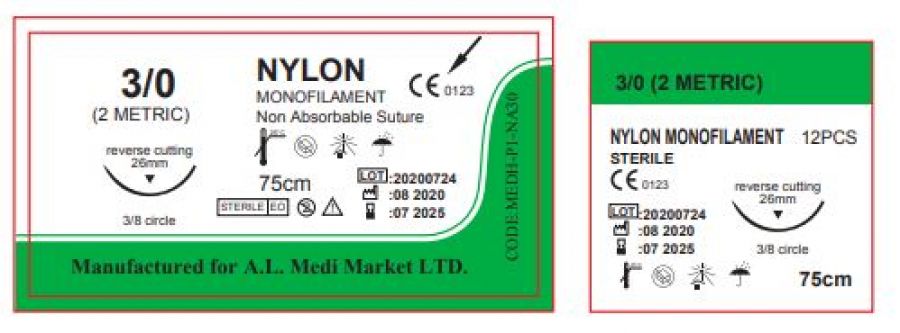 3/0
(2 METRIC)
reverse cutting
26mm
3/8 circle
NYLON
MONOFILAMENT
Non Absorbable Suture
CE 0123
75cm
STERILE EO
LOT :20200724
:08 2020
:07 2025
CODE MEDH-P1-NA30
Manufactured for A.L. Medi Market LTD.
3/0 (2 METRIC)
NYLON MONOFILAMENT 12PCS
STERILE
CE 0123
LOT :20200724
:08 2020
:07 2025
reverse cutting
26mm
3/8 circle
75cm